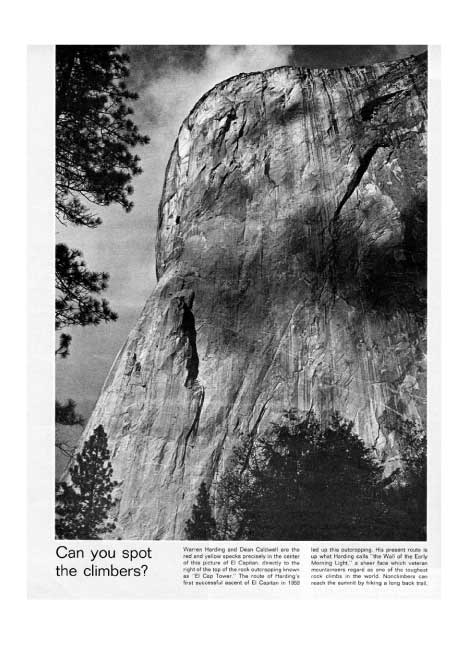 Can you spot
the climbers?
Warren Harding and Dean Caldwell are the
red and yellow specks precisely in the center
of this picture of El Capitan, directly to the
right of the top of the rock outcropping known
as "El Cap Tower." The route of Harding's
first successful ascent of El Capitan in 1958
led up this outcropping. His present route is
up what Harding calls "the Wall of the Early
Morning Light," a sheer face which veteran
mountaineers regard as one of the toughest
rock climbs in the world. Nonclimbers can
reach the summit by hiking a long back trail.